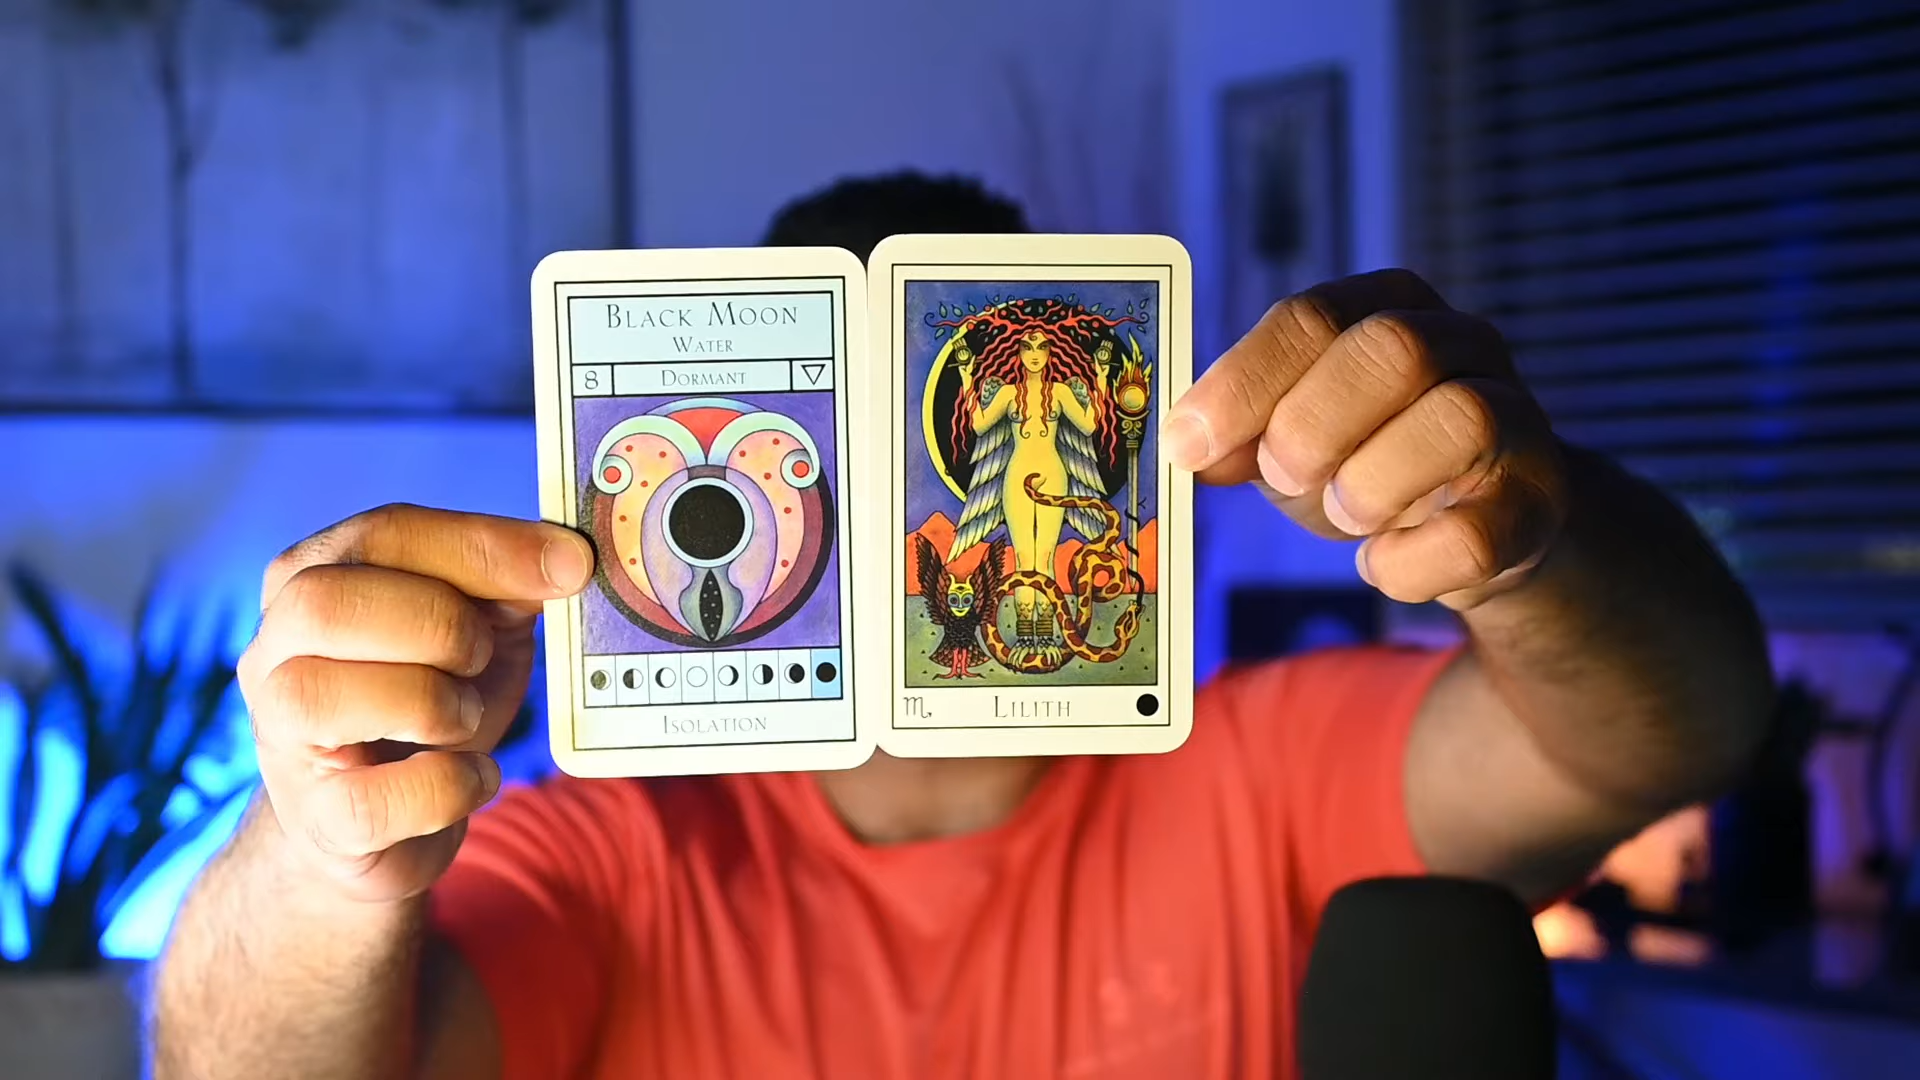 BLACK MOON
WATER
8 DORMANT
ISOLATION
♏ LILITH